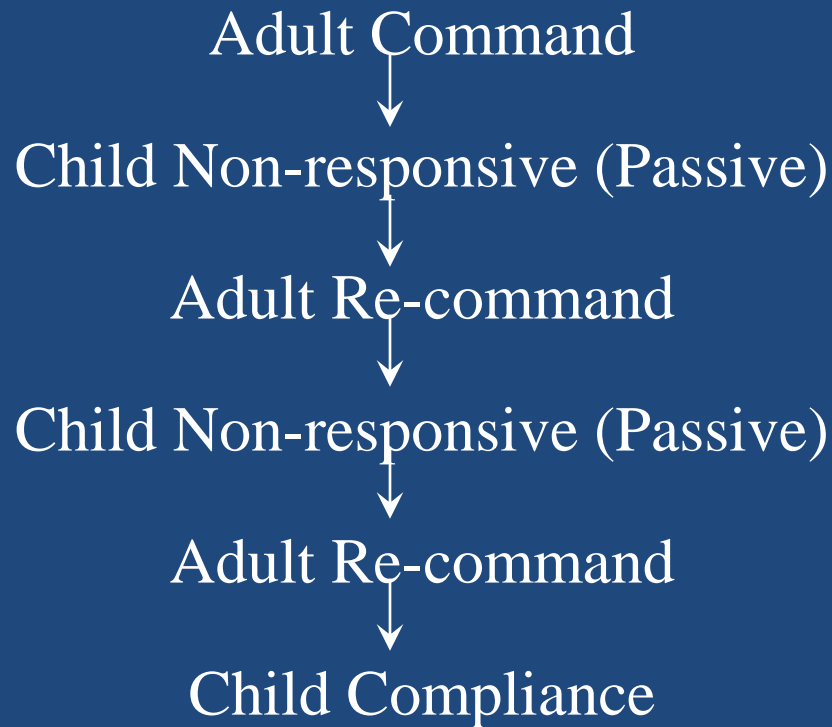 Adult Command
Child Non-responsive (Passive)
Adult Re-command
Child Non-responsive (Passive)
Adult Re-command
Child Compliance